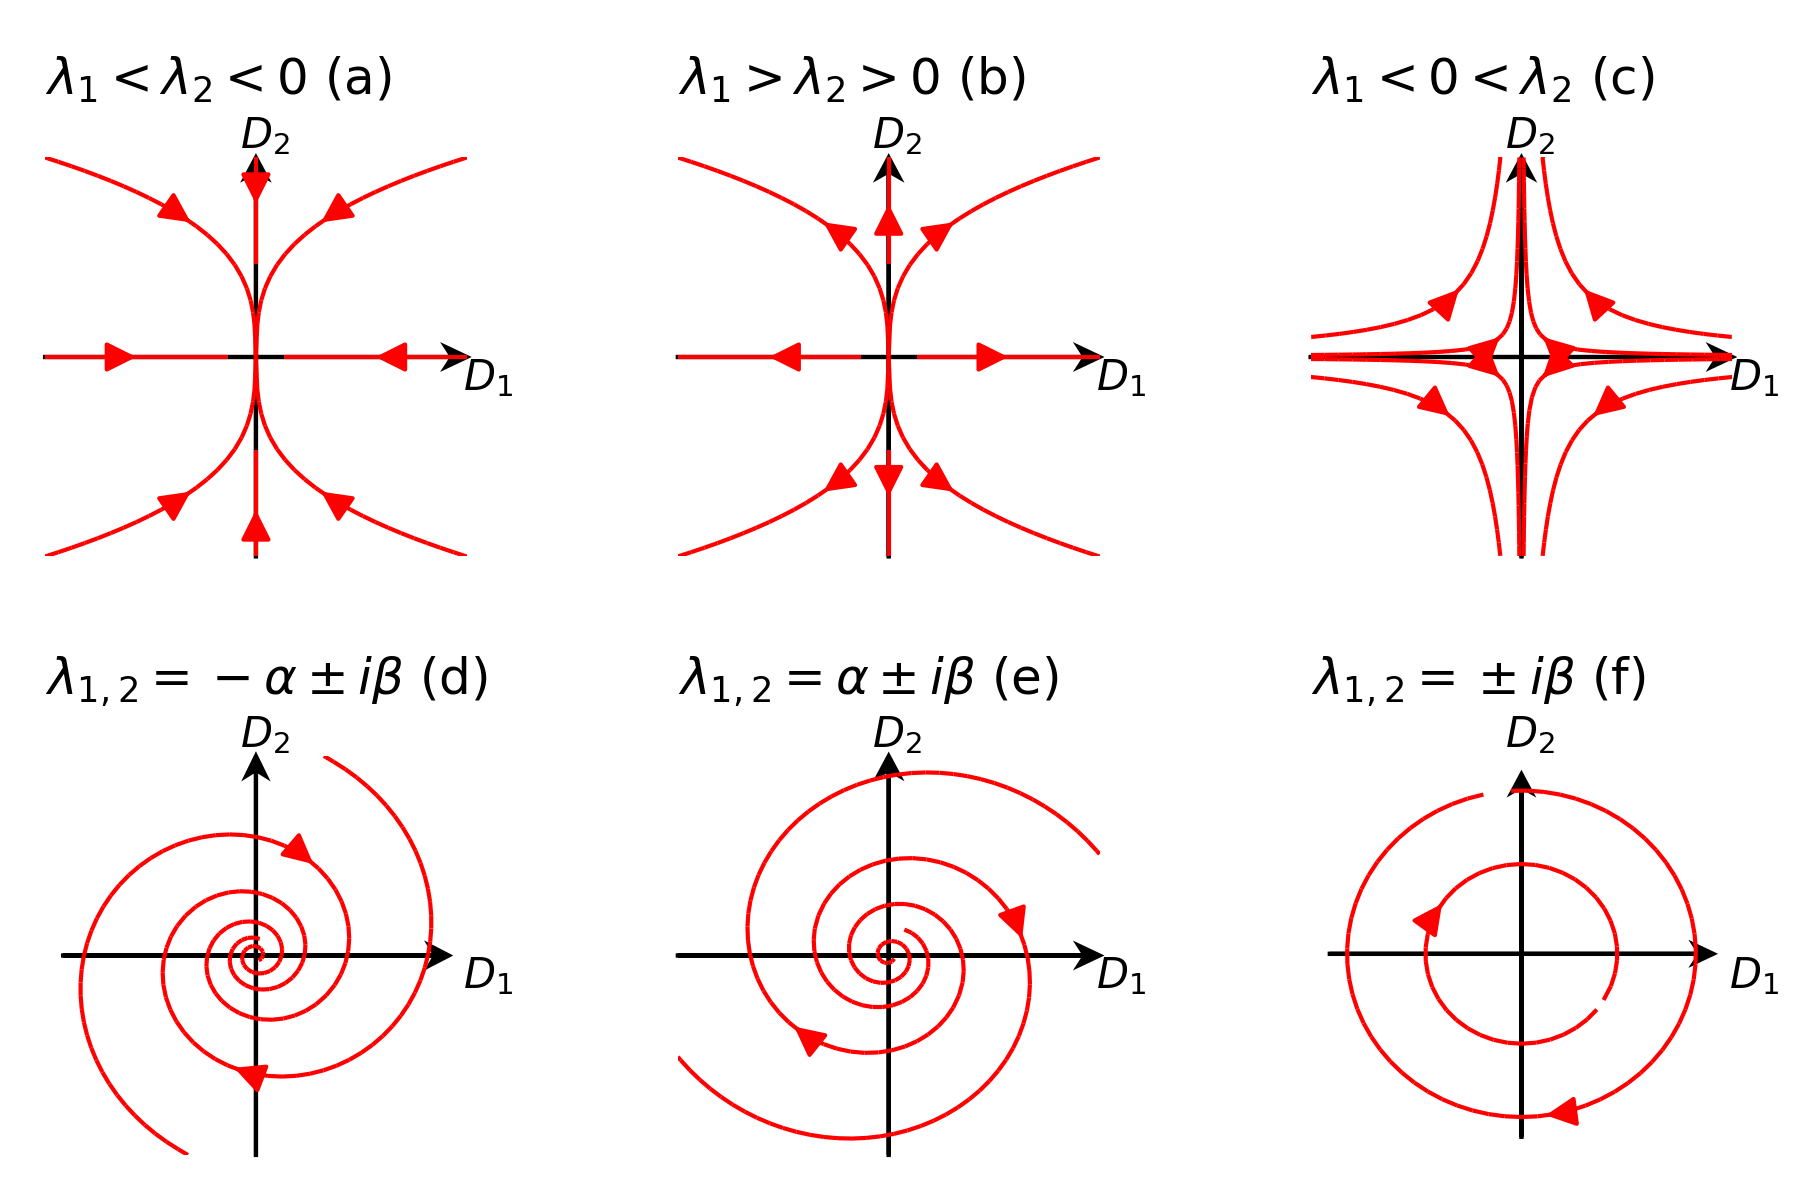 λ₁ < λ₂ < 0 (a)
D₂
D₁
λ₁ > λ₂ > 0 (b)
D₂
D₁
λ₁ < 0 < λ₂ (c)
D₂
D₁
λ₁,₂ = − α ± iβ (d)
D₂
D₁
λ₁,₂ = α ± iβ (e)
D₂
D₁
λ₁,₂ = ± iβ (f)
D₂
D₁